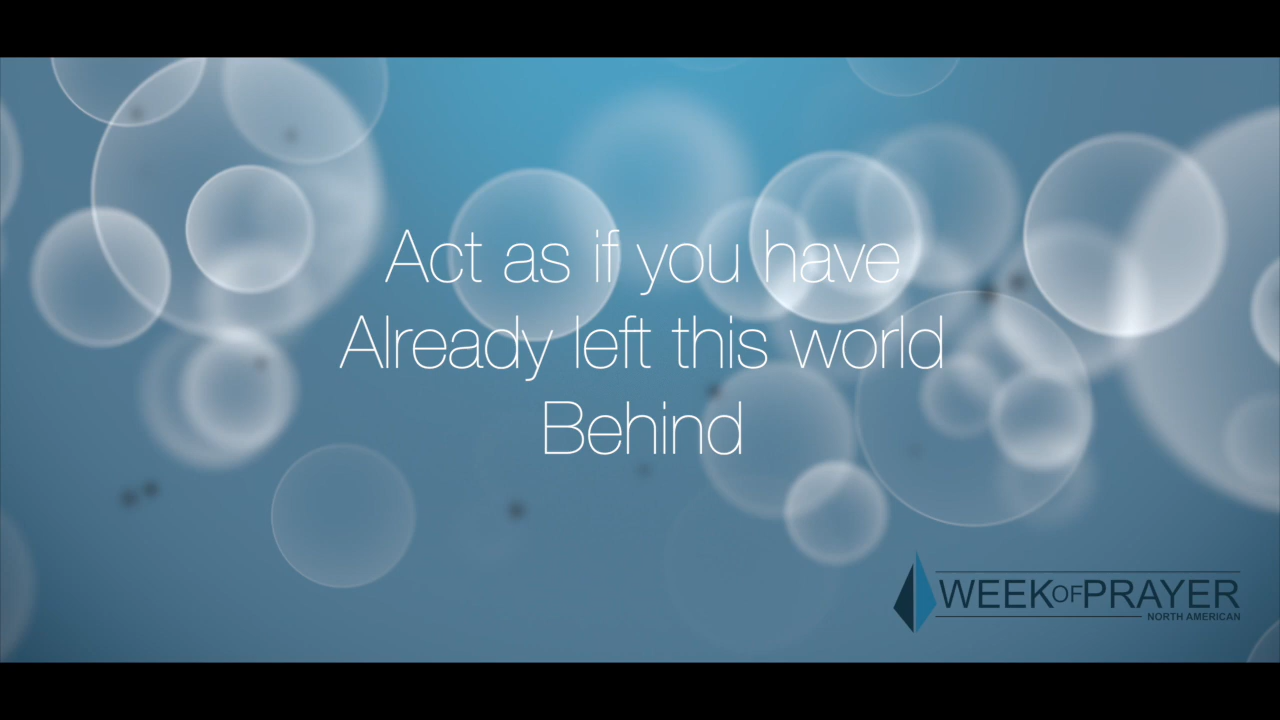 Act as if you have
Already left this world
Behind
WEEK OF PRAYER
NORTH AMERICAN